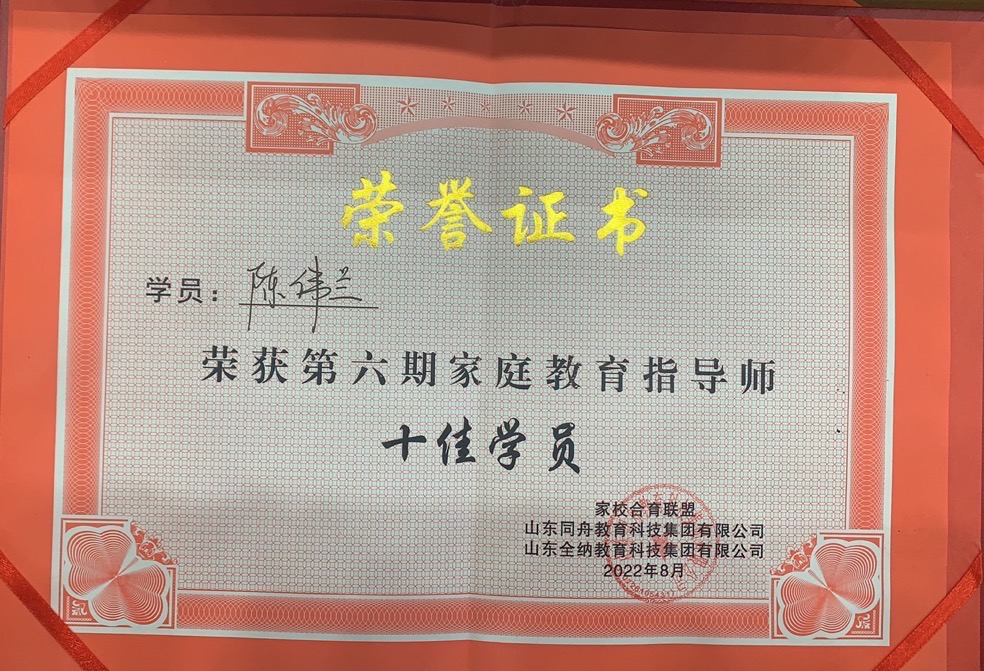 荣誉证书
学员：陈伟兰
荣获第六期家庭教育指导师
十佳学员
家校合育联盟
山东同舟教育科技集团有限公司
山东全纳教育科技集团有限公司
2022年8月